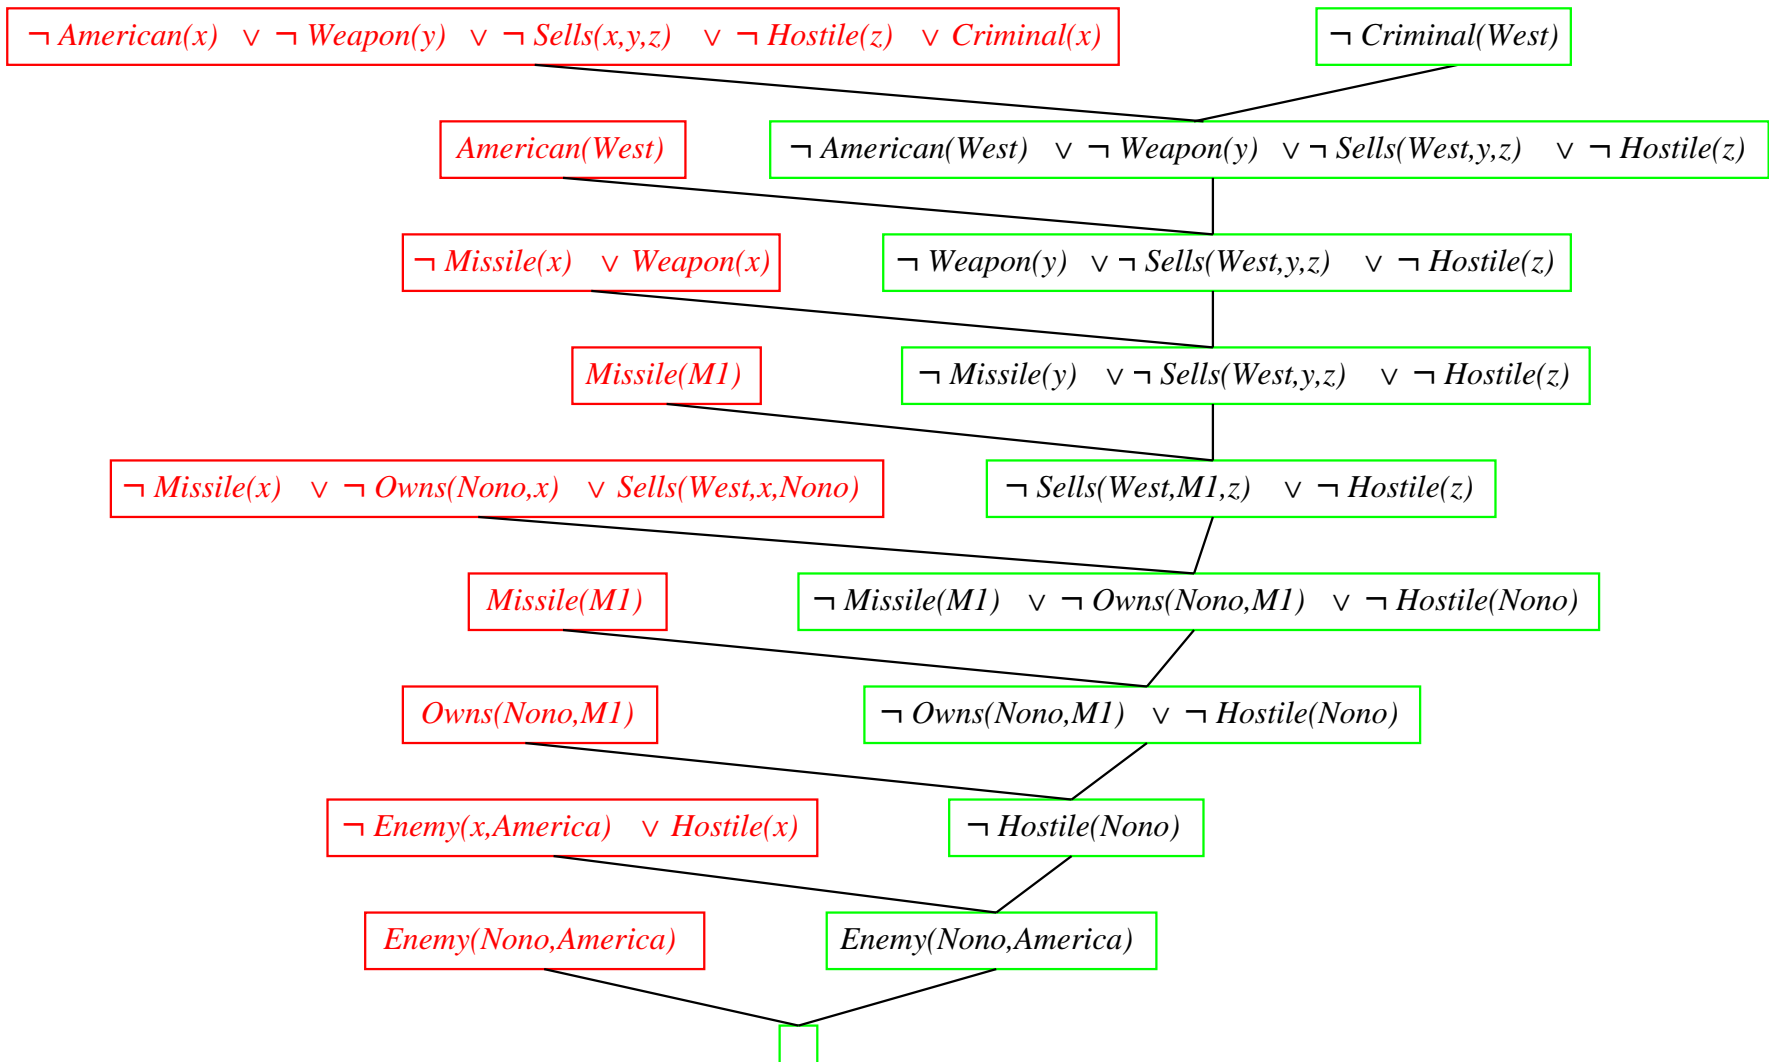 ¬ American(x) ∨ ¬ Weapon(y) ∨ ¬ Sells(x,y,z) ∨ ¬ Hostile(z) ∨ Criminal(x)
¬ Criminal(West)
American(West)
¬ American(West) ∨ ¬ Weapon(y) ∨ ¬ Sells(West,y,z) ∨ ¬ Hostile(z)
¬ Missile(x) ∨ Weapon(x)
¬ Weapon(y) ∨ ¬ Sells(West,y,z) ∨ ¬ Hostile(z)
Missile(M1)
¬ Missile(y) ∨ ¬ Sells(West,y,z) ∨ ¬ Hostile(z)
¬ Missile(x) ∨ ¬ Owns(Nono,x) ∨ Sells(West,x,Nono)
¬ Sells(West,M1,z) ∨ ¬ Hostile(z)
Missile(M1)
¬ Missile(M1) ∨ ¬ Owns(Nono,M1) ∨ ¬ Hostile(Nono)
Owns(Nono,M1)
¬ Owns(Nono,M1) ∨ ¬ Hostile(Nono)
¬ Enemy(x,America) ∨ Hostile(x)
¬ Hostile(Nono)
Enemy(Nono,America)
Enemy(Nono,America)